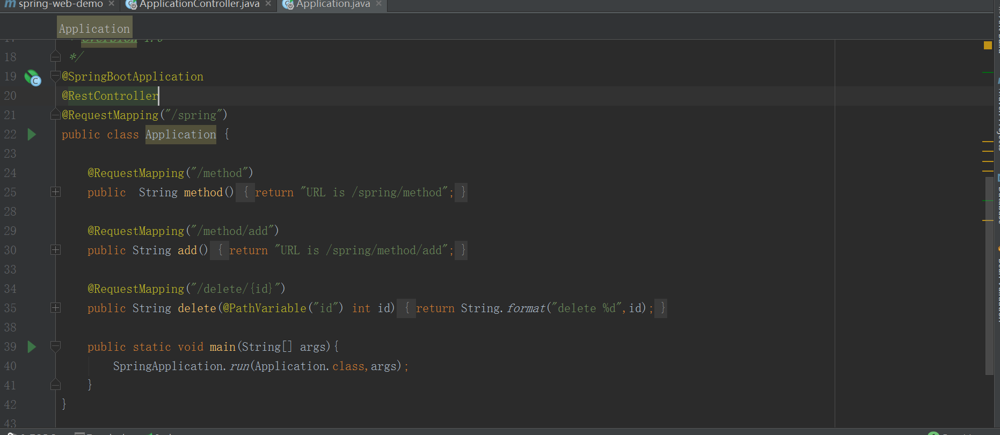 spring-web-demo
ApplicationController.java
Application.java
Application
18 */
19 @SpringBootApplication
20 @RestController
21 @RequestMapping("/spring")
22 public class Application {
23
24 @RequestMapping("/method")
25 public  String method() { return "URL is /spring/method"; }
28
29 @RequestMapping("/method/add")
30 public String add() { return "URL is /spring/method/add"; }
33
34 @RequestMapping("/delete/{id}")
35 public String delete(@PathVariable("id") int id) { return String.format("delete %d",id); }
38
39 public static void main(String[] args){
40 SpringApplication.run(Application.class,args);
41 }
42 }
43